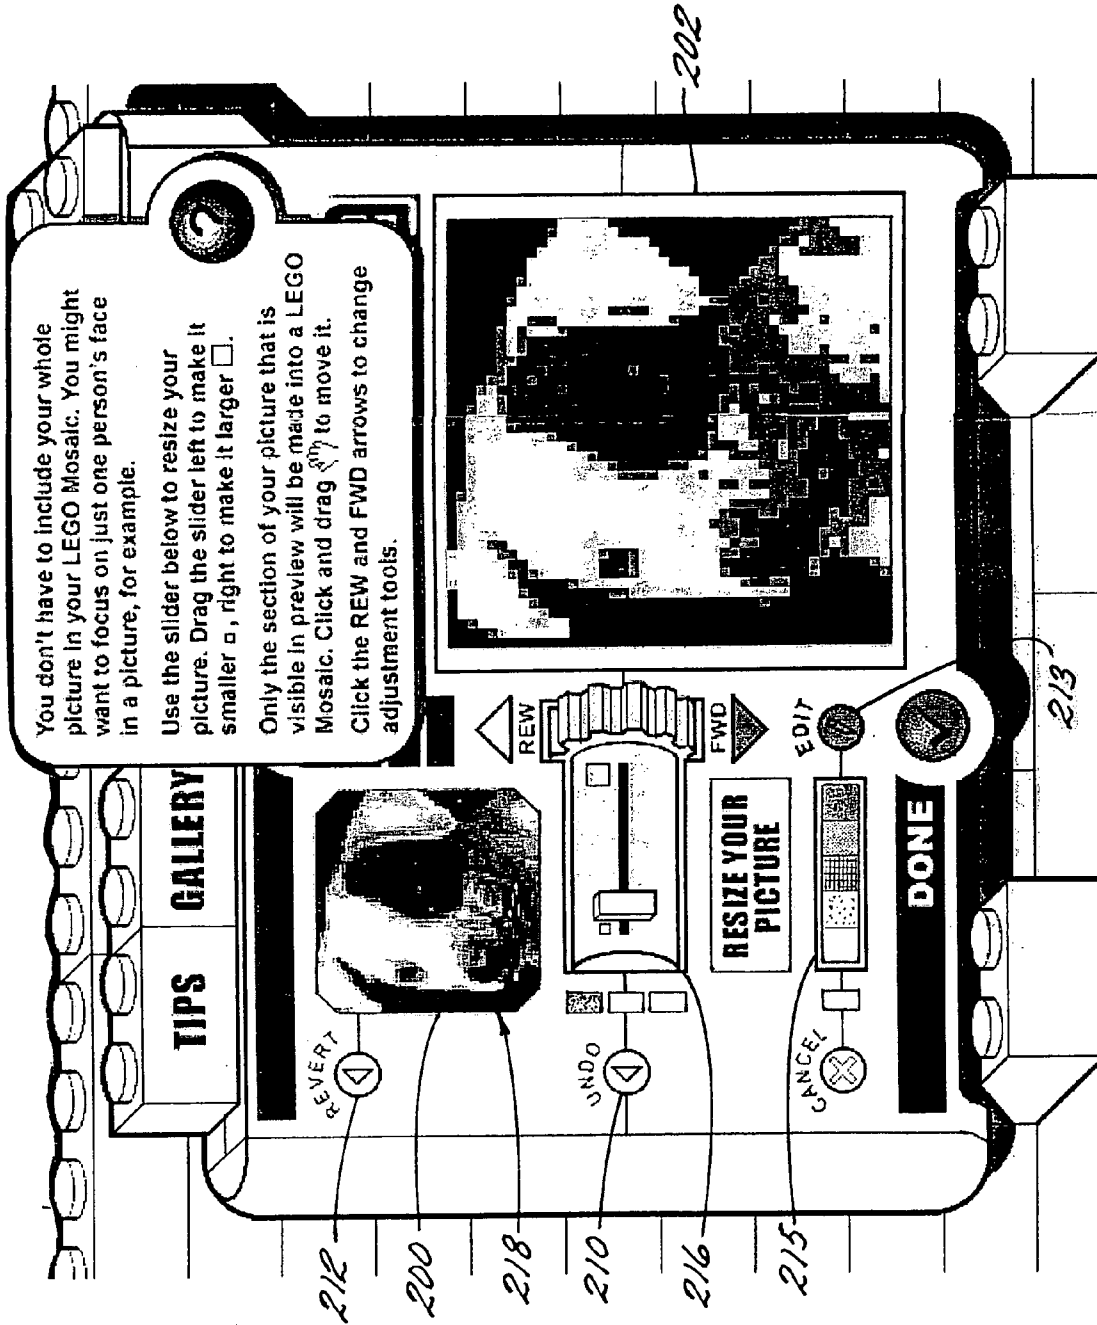 TIPS
GALLERY
You don't have to include your whole
picture in your LEGO Mosaic. You might
want to focus on just one person's face
in a picture, for example.
Use the slider below to resize your
picture. Drag the slider left to make it
smaller □, right to make it larger □.
Only the section of your picture that is
visible in preview will be made into a LEGO
Mosaic. Click and drag to move it.
Click the REW and FWD arrows to change
adjustment tools.
?
REVERT
UNDO
CANCEL
REW
FWD
RESIZE YOUR
PICTURE
EDIT
DONE
212
200
218
210
216
215
213
202